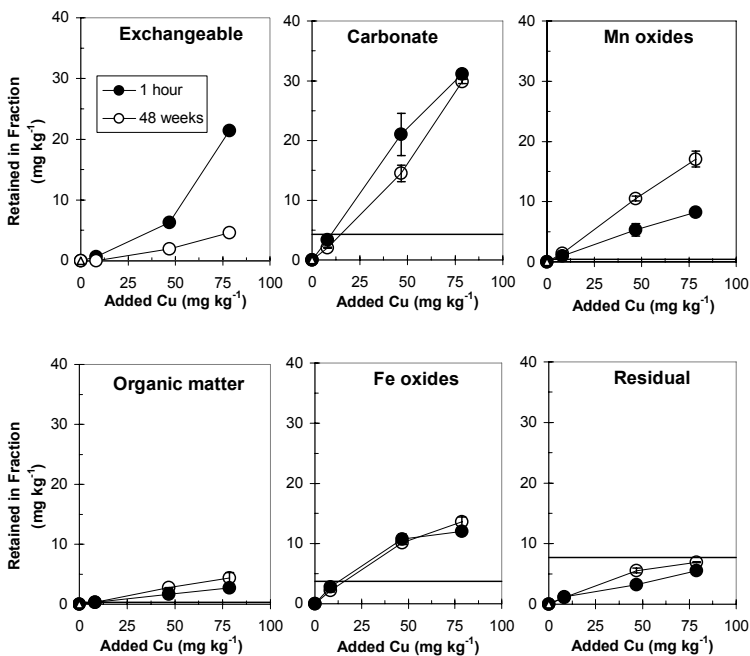 Exchangeable
Carbonate
Mn oxides
1 hour
48 weeks
Retained in Fraction
(mg kg-1)
40
30
20
10
0
40
30
20
10
0
40
30
20
10
0
0 25 50 75 100
0 25 50 75 100
0 25 50 75 100
Added Cu (mg kg-1)
Added Cu (mg kg-1)
Added Cu (mg kg-1)
Organic matter
Fe oxides
Residual
Retained in Fraction
(mg kg-1)
40
30
20
10
0
40
30
20
10
0
40
30
20
10
0
0 25 50 75 100
0 25 50 75 100
0 25 50 75 100
Added Cu (mg kg-1)
Added Cu (mg kg-1)
Added Cu (mg kg-1)